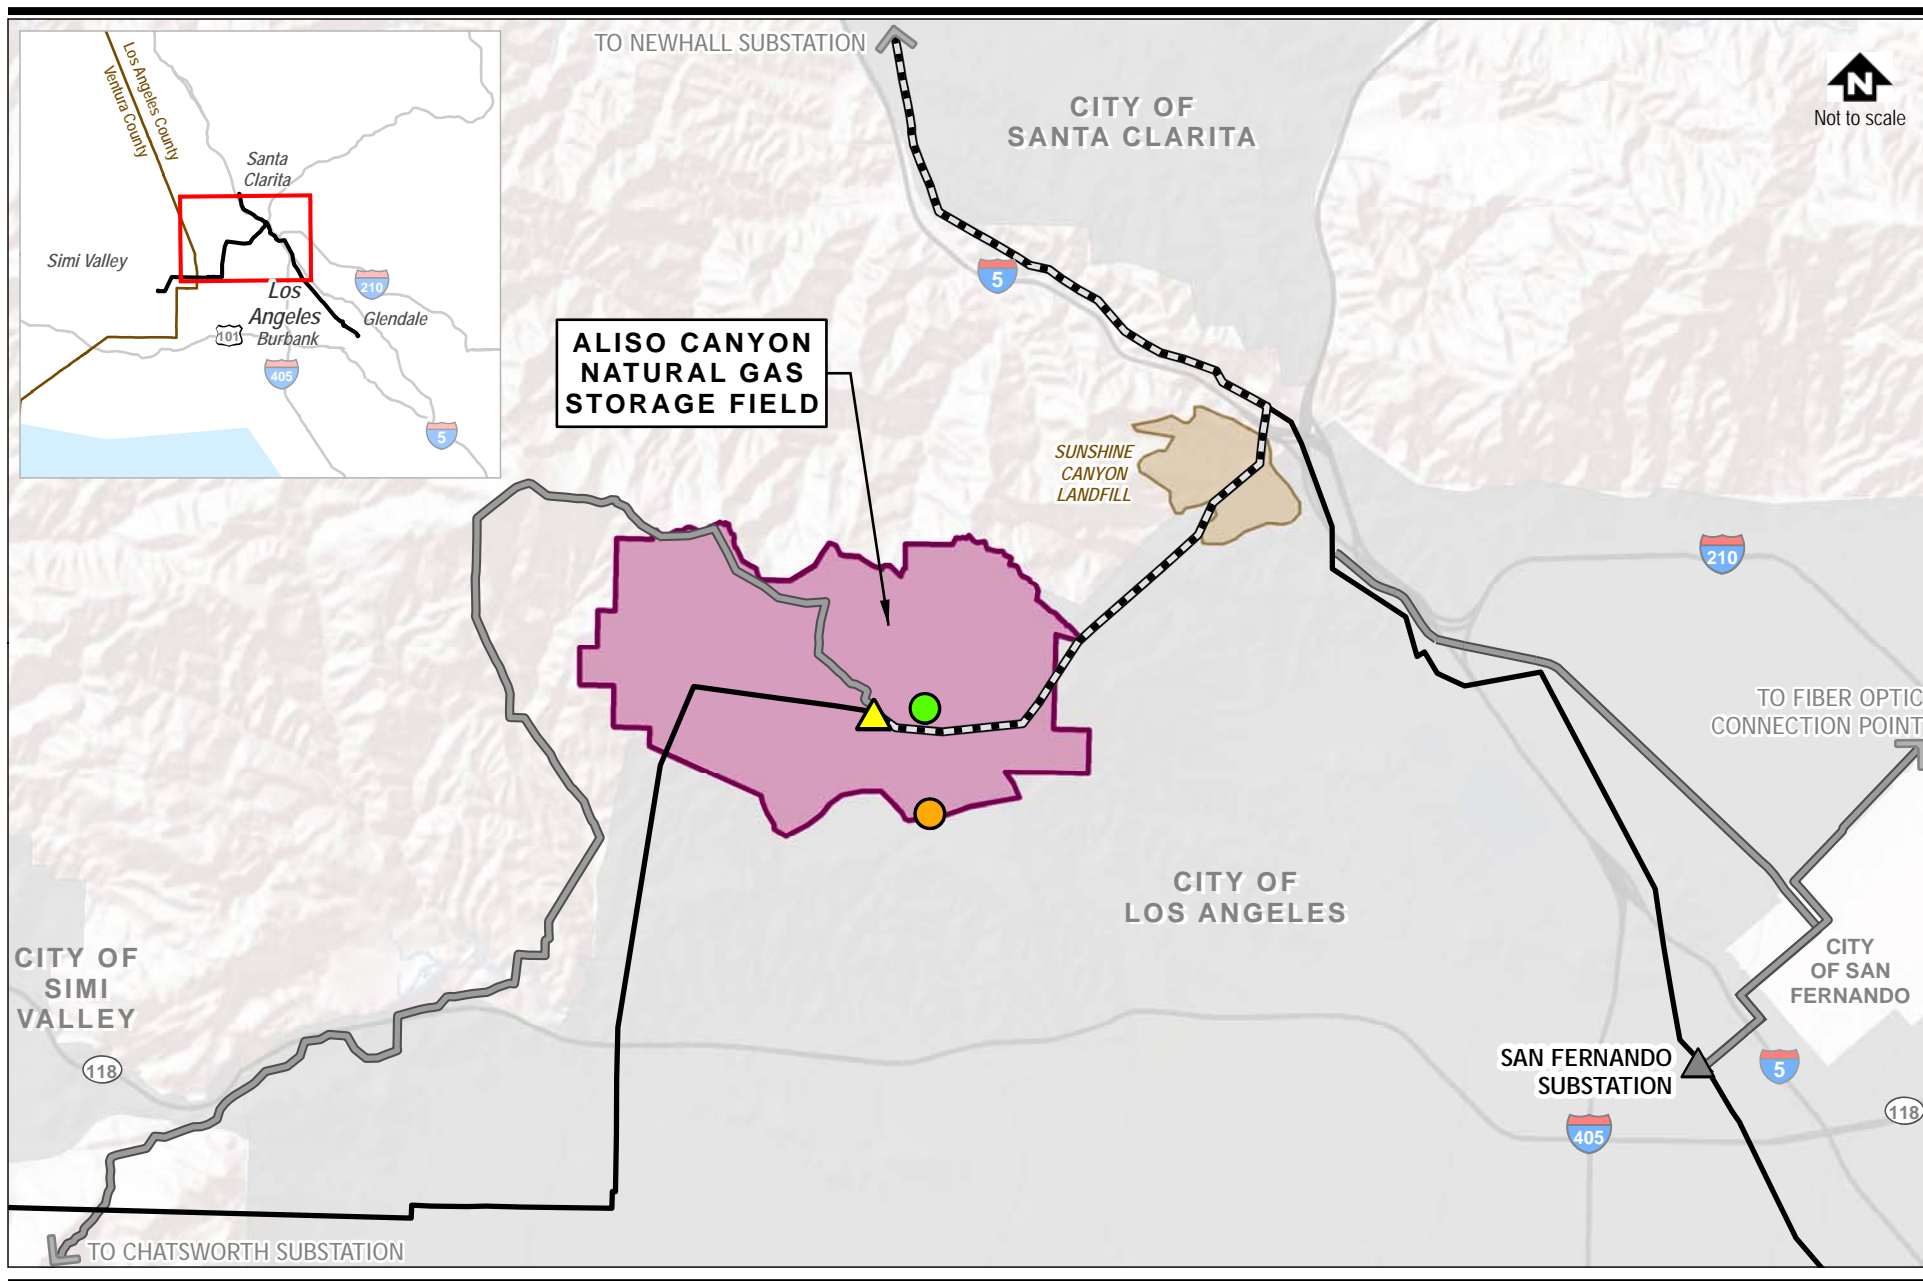 TO NEWHALL SUBSTATION
CITY OF
SANTA CLARITA
N
Not to scale
Los Angeles County
Ventura County
Santa
Clarita
Simi Valley
210
Los
Angeles
Glendale
101
Burbank
405
5
5
ALISO CANYON
NATURAL GAS
STORAGE FIELD
SUNSHINE
CANYON
LANDFILL
210
TO FIBER OPTIC
CONNECTION POINT
CITY OF
LOS ANGELES
CITY OF
SIMI
VALLEY
CITY
OF SAN
FERNANDO
118
SAN FERNANDO
SUBSTATION
5
118
405
TO CHATSWORTH SUBSTATION